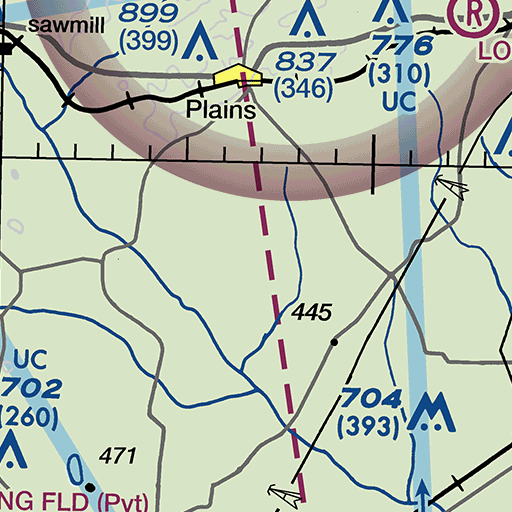 899
(399)
sawmill
837
(346)
776
(310)
UC
R
LO
Plains
445
UC
702
(260)
704
(393)
471
NG FLD (Pvt)